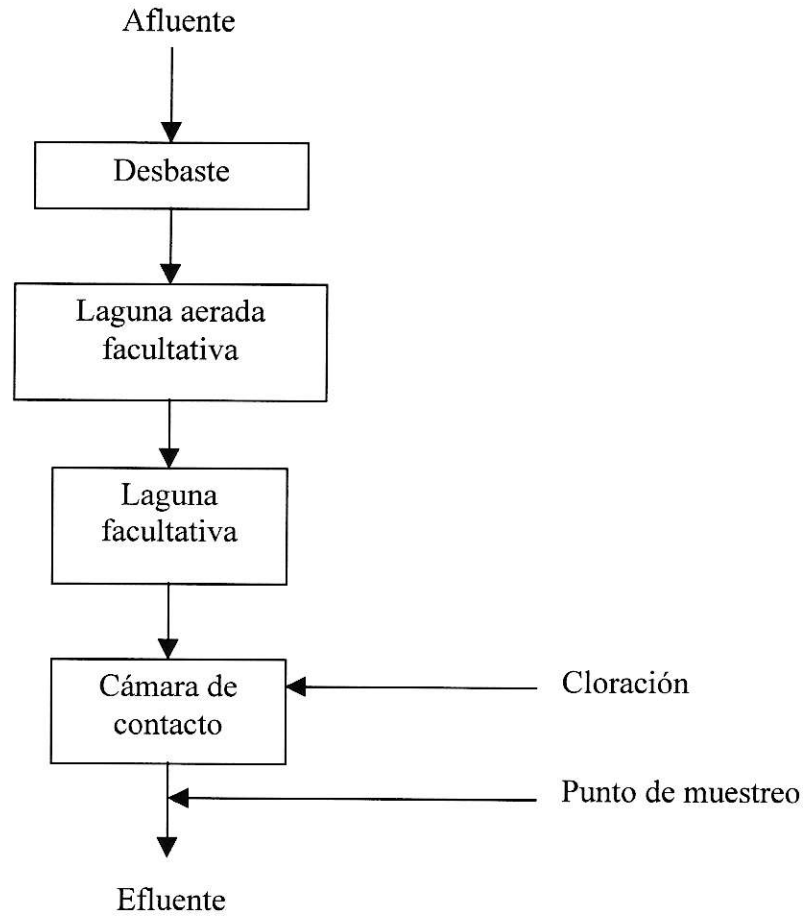 Afluente
Desbaste
Laguna aerada
facultativa
Laguna
facultativa
Cámara de
contacto
Cloración
Punto de muestreo
Efluente